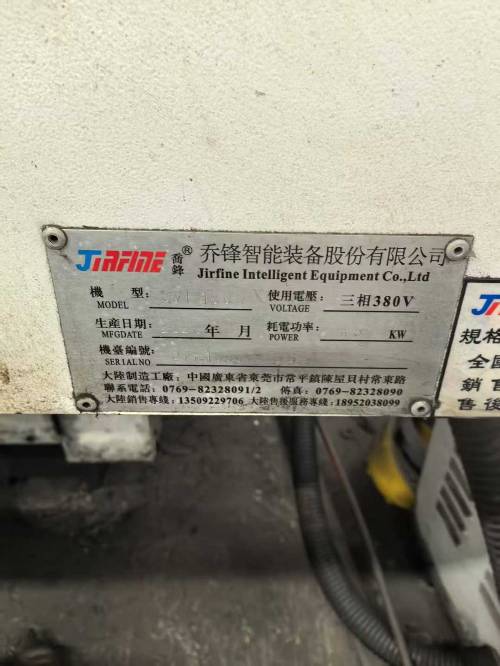 JIRFINE 喬鋒 ® 乔锋智能装备股份有限公司
Jirfine Intelligent Equipment Co.,Ltd
機 型: 使用電壓: 三相380V
MODEL VOLTAGE
生産日期: 年 月 耗電功率: KW
MFGDATE POWER
機臺編號:
SERIALNO
大陸制造工廠: 中國廣東省東莞市常平鎮陳屋貝村常東路
聯系電話: 0769-82328091/2 傳真: 0769-82328090
大陸銷售專綫: 13509229706 大陸售後服務專綫: 18952038099
規格
全國
銷售
售後